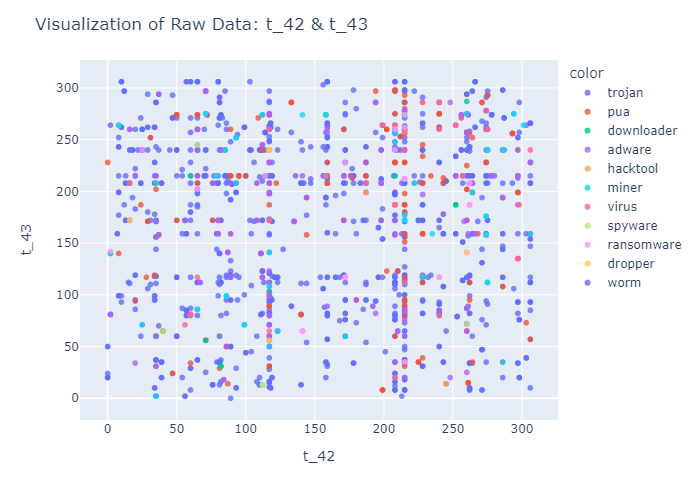 Visualization of Raw Data: t_42 & t_43
color
trojan
pua
downloader
adware
hacktool
miner
virus
spyware
ransomware
dropper
worm
300
250
200
150
100
50
0
t_43
0 50 100 150 200 250 300
t_42